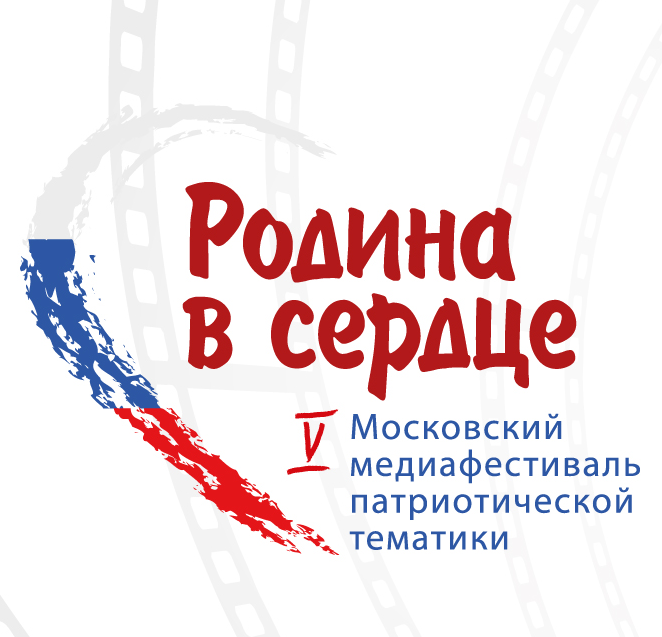 Родина
в сердце
V
Московский
медиафестиваль
патриотической
тематики